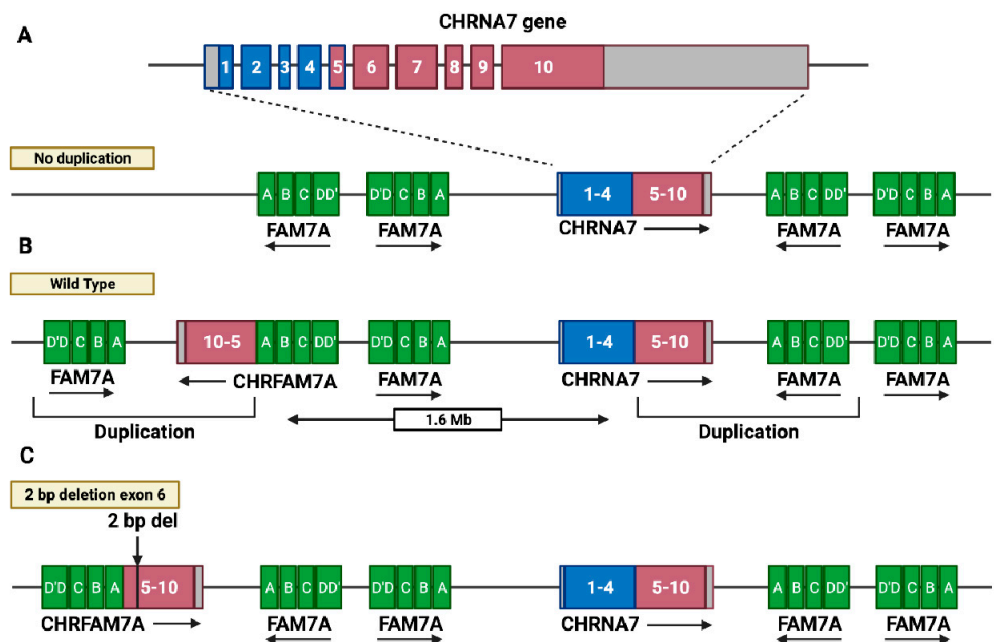 A
CHRNA7 gene
1 2 3 4 5 6 7 8 9 10
No duplication
A B C DD' D'D C B A 1-4 5-10 A B C DD' D'D C B A
FAM7A FAM7A CHRNA7 FAM7A FAM7A
B
Wild Type
D'D C B A 10-5 A B C DD' D'D C B A 1-4 5-10 A B C DD' D'D C B A
FAM7A CHRFAM7A FAM7A CHRNA7 FAM7A FAM7A
Duplication 1.6 Mb Duplication
C
2 bp deletion exon 6
2 bp del
D'D C B A 5-10 A B C DD' D'D C B A 1-4 5-10 A B C DD' D'D C B A
CHRFAM7A FAM7A FAM7A CHRNA7 FAM7A FAM7A